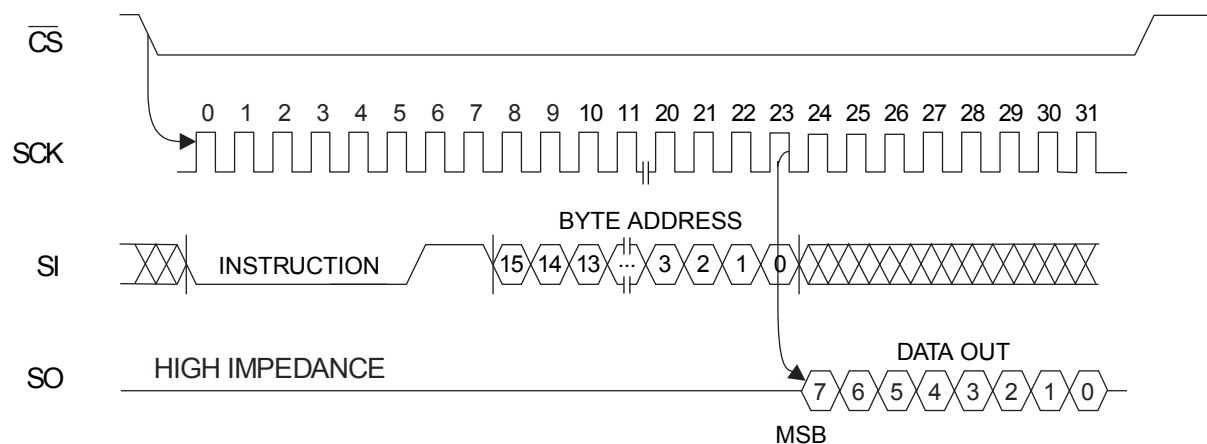 CS
0 1 2 3 4 5 6 7 8 9 10 11 20 21 22 23 24 25 26 27 28 29 30 31
SCK
BYTE ADDRESS
SI INSTRUCTION 15 14 13 ... 3 2 1 0
HIGH IMPEDANCE DATA OUT
SO 7 6 5 4 3 2 1 0
MSB